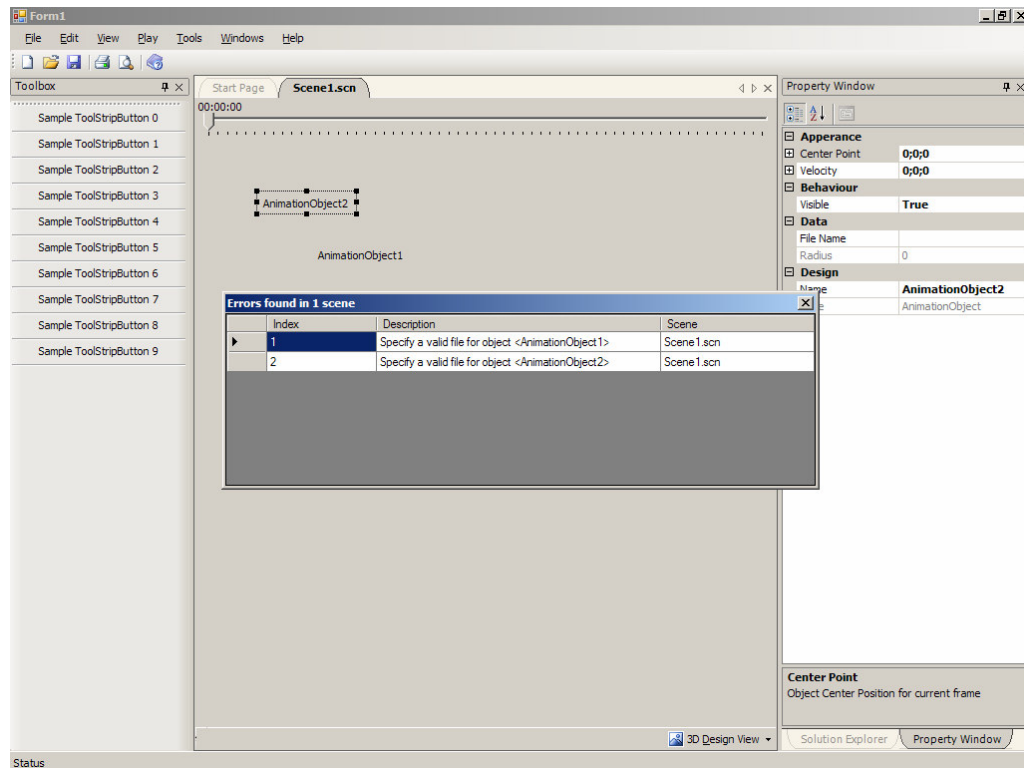 Form1
File Edit View Play Tools Windows Help
Toolbox
Sample ToolStripButton 0
Sample ToolStripButton 1
Sample ToolStripButton 2
Sample ToolStripButton 3
Sample ToolStripButton 4
Sample ToolStripButton 5
Sample ToolStripButton 6
Sample ToolStripButton 7
Sample ToolStripButton 8
Sample ToolStripButton 9
Start Page Scene1.scn
00:00:00
AnimationObject2
AnimationObject1
Errors found in 1 scene
Index Description Scene
1 Specify a valid file for object <AnimationObject1> Scene1.scn
2 Specify a valid file for object <AnimationObject2> Scene1.scn
3D Design View
Property Window
Apperance
Center Point 0;0;0
Velocity 0;0;0
Behaviour
Visible True
Data
File Name
Radius 0
Design
Name AnimationObject2
AnimationObject
Center Point
Object Center Position for current frame
Solution Explorer Property Window
Status